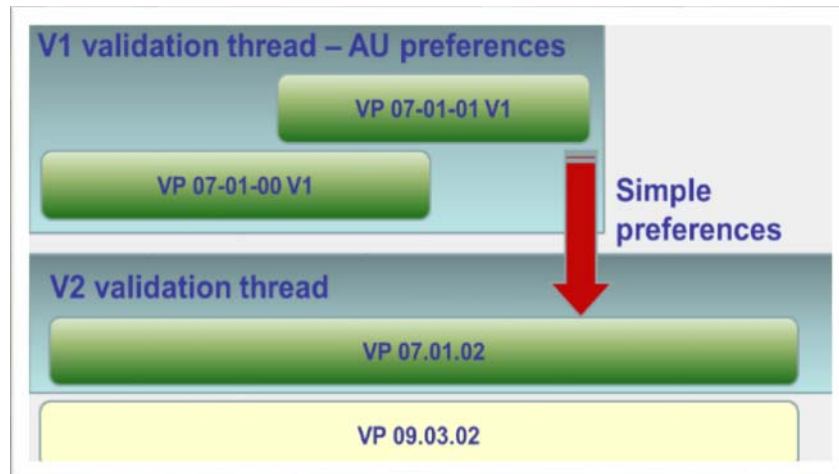 V1 validation thread – AU preferences
VP 07-01-01 V1
VP 07-01-00 V1
Simple
preferences
V2 validation thread
VP 07.01.02
VP 09.03.02